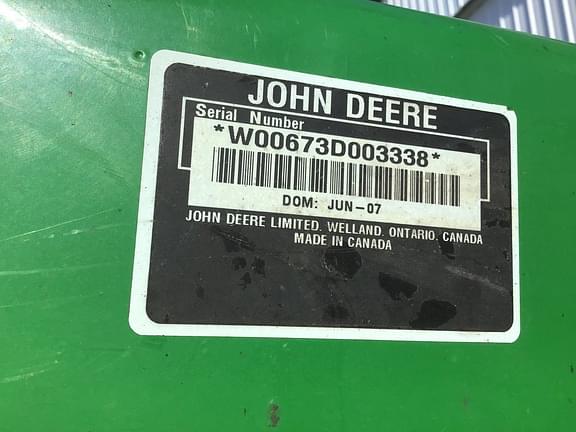 JOHN DEERE
Serial Number
*W00673D003338*
DOM: JUN-07
JOHN DEERE LIMITED. WELLAND. ONTARIO. CANADA
MADE IN CANADA